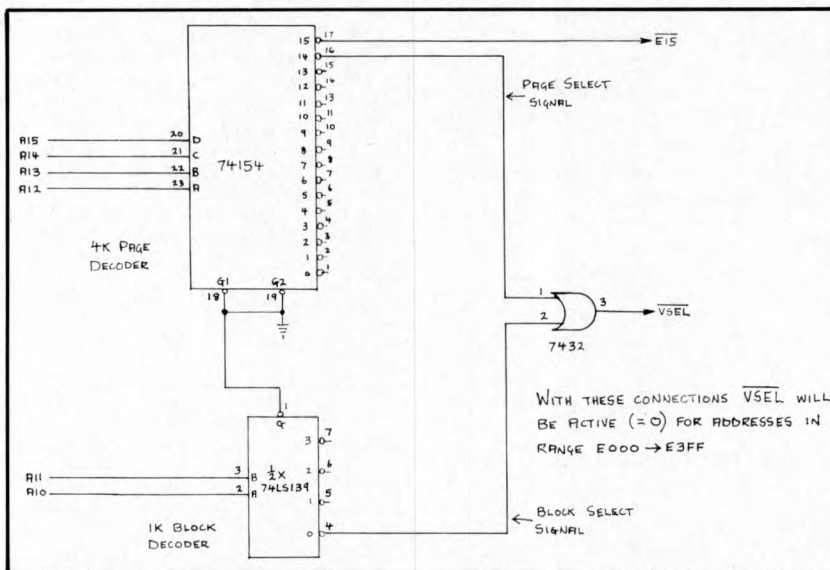 15 17 E15
14 16
13 15
12 14
11 13
10 11
9 10
8 9
7 8
6 7
5 6
4 5
3 4
2 3
1 2
0 1
A15 20 D
A14 21 C
A13 22 B
A12 23 A
74154
4K PAGE
DECODER
G1 G2
18 19
PAGE SELECT
SIGNAL
1
2
3
VSEL
7432
WITH THESE CONNECTIONS VSEL WILL
BE ACTIVE (=0) FOR ADDRESSES IN
RANGE E000 → E3FF
1
G
3 7
2 6
1 5
0 4
A11 3 B
A10 2 A
½ X
74LS139
1K BLOCK
DECODER
BLOCK SELECT
SIGNAL